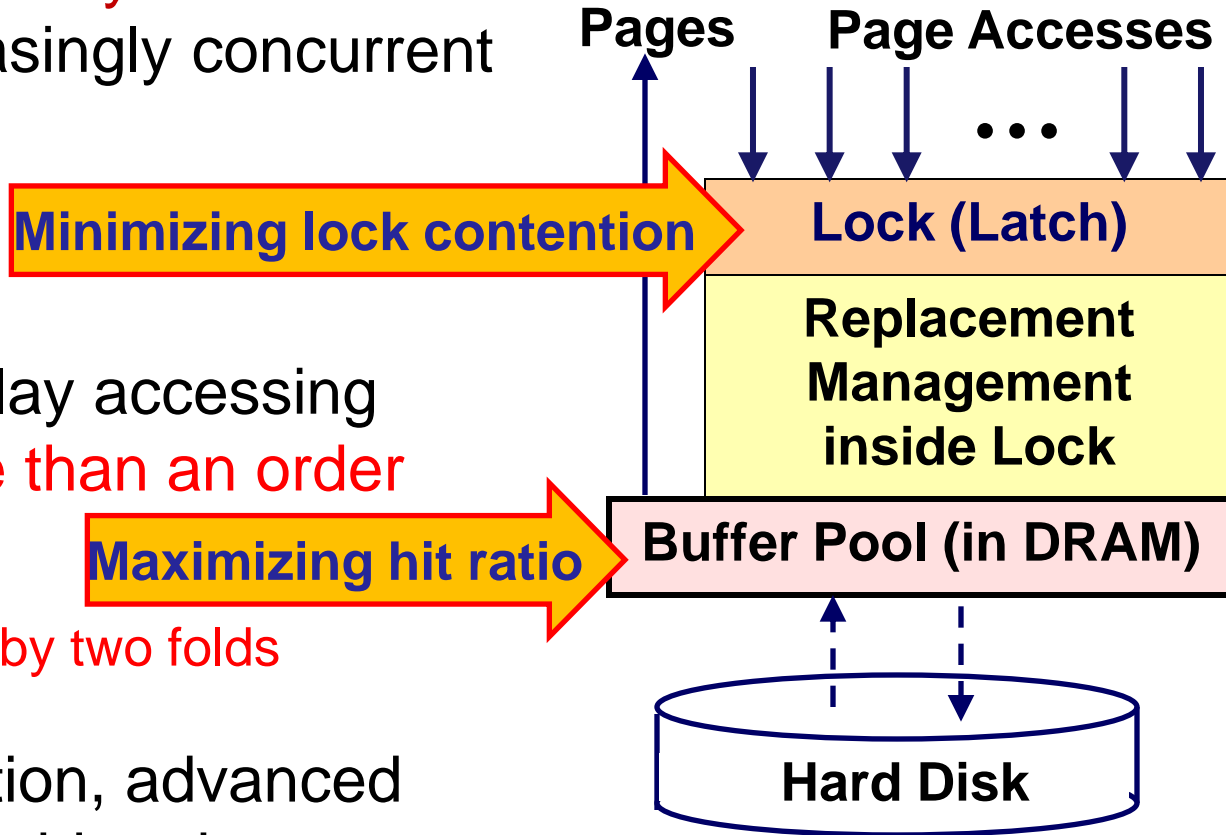 asingly concurrent
lay accessing
e than an order
by two folds
tion, advanced
Pages
Page Accesses
...
Minimizing lock contention
Lock (Latch)
Replacement
Management
inside Lock
Maximizing hit ratio
Buffer Pool (in DRAM)
Hard Disk